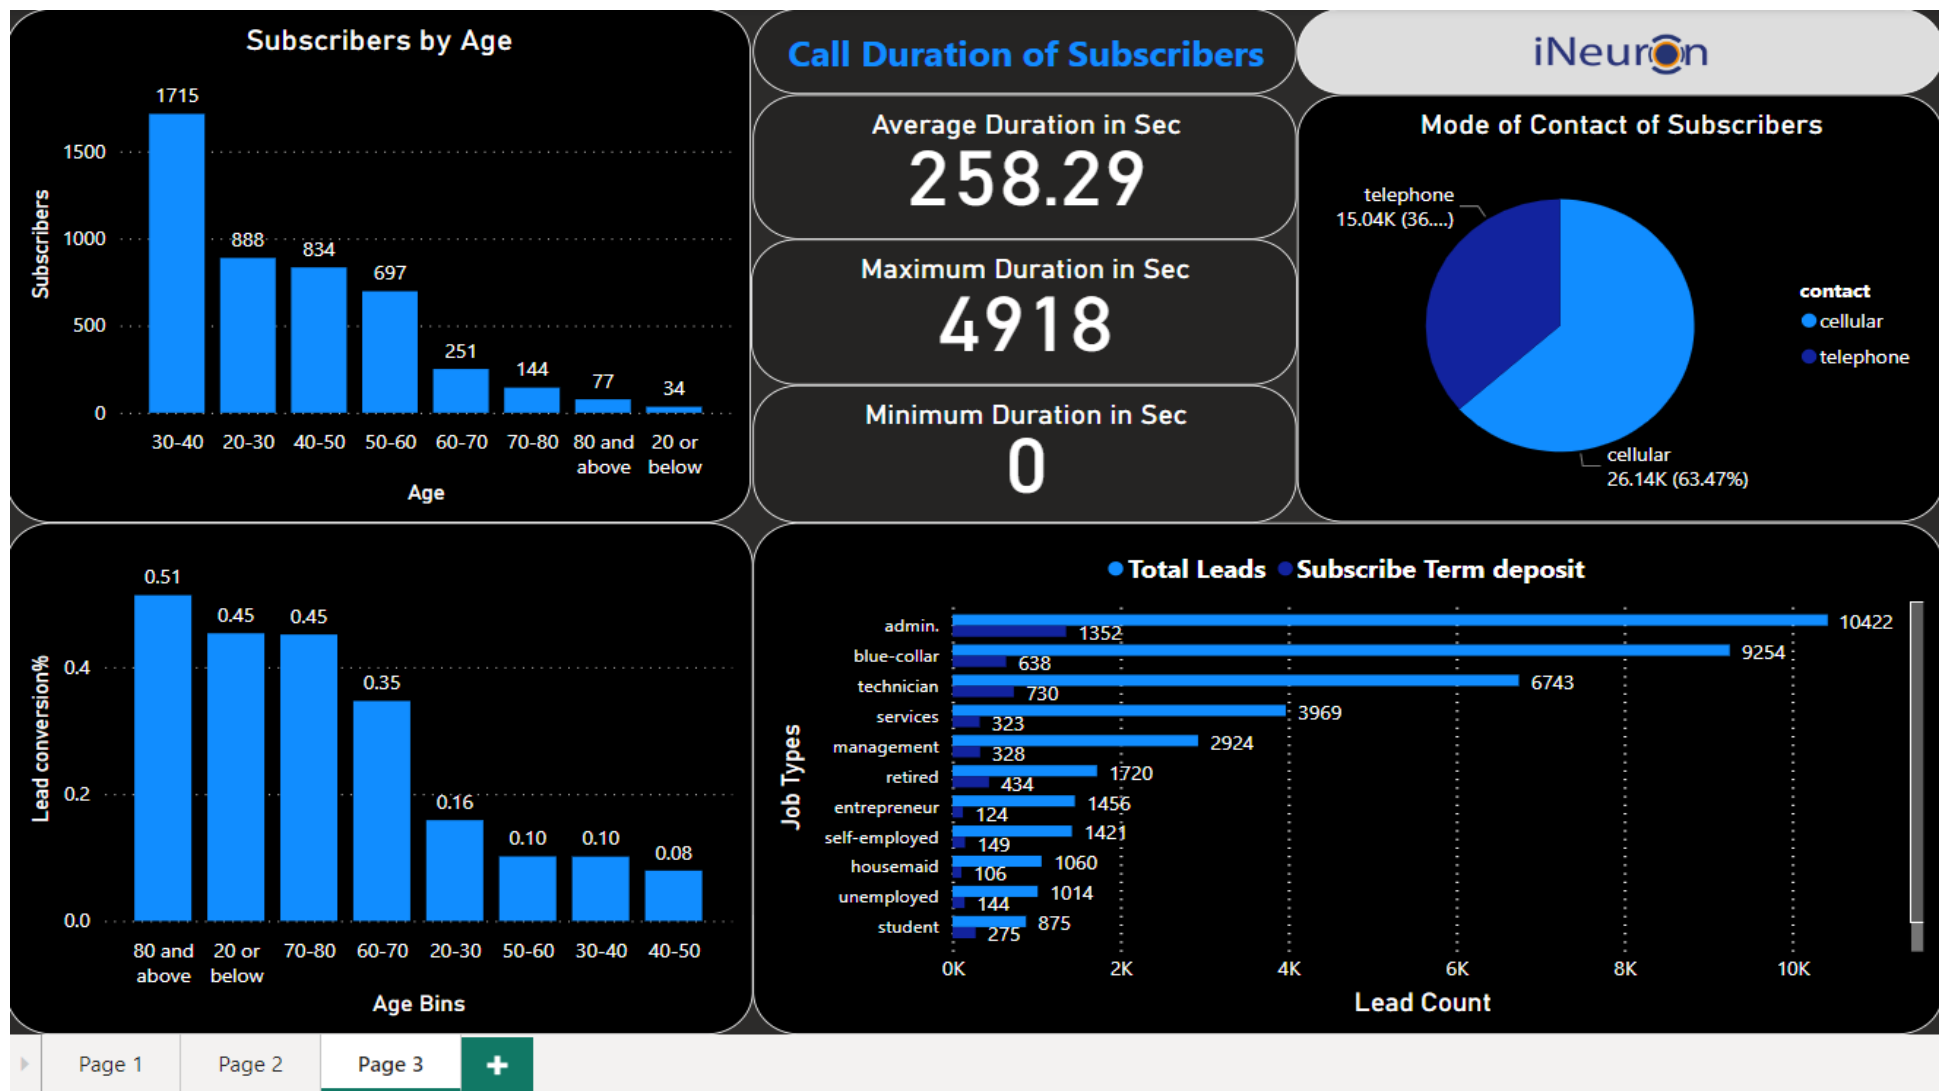 Subscribers by Age
1715
888
834
697
251
144
77
34
1500
1000
500
0
Subscribers
30-40
20-30
40-50
50-60
60-70
70-80
80 and
above
20 or
below
Age
Call Duration of Subscribers
Average Duration in Sec
258.29
Maximum Duration in Sec
4918
Minimum Duration in Sec
0
iNeuron
Mode of Contact of Subscribers
telephone
15.04K (36....)
cellular
26.14K (63.47%)
contact
cellular
telephone
0.51
0.45
0.45
0.35
0.16
0.10
0.10
0.08
0.4
0.2
0.0
Lead conversion%
80 and
above
20 or
below
70-80
60-70
20-30
50-60
30-40
40-50
Age Bins
Total Leads Subscribe Term deposit
Job Types
admin. 10422
1352
blue-collar 9254
638
technician 6743
730
services 3969
323
management 2924
328
retired 1720
434
entrepreneur 1456
124
self-employed 1421
149
housemaid 1060
106
unemployed 1014
144
student 875
275
0K 2K 4K 6K 8K 10K
Lead Count
Page 1 Page 2 Page 3